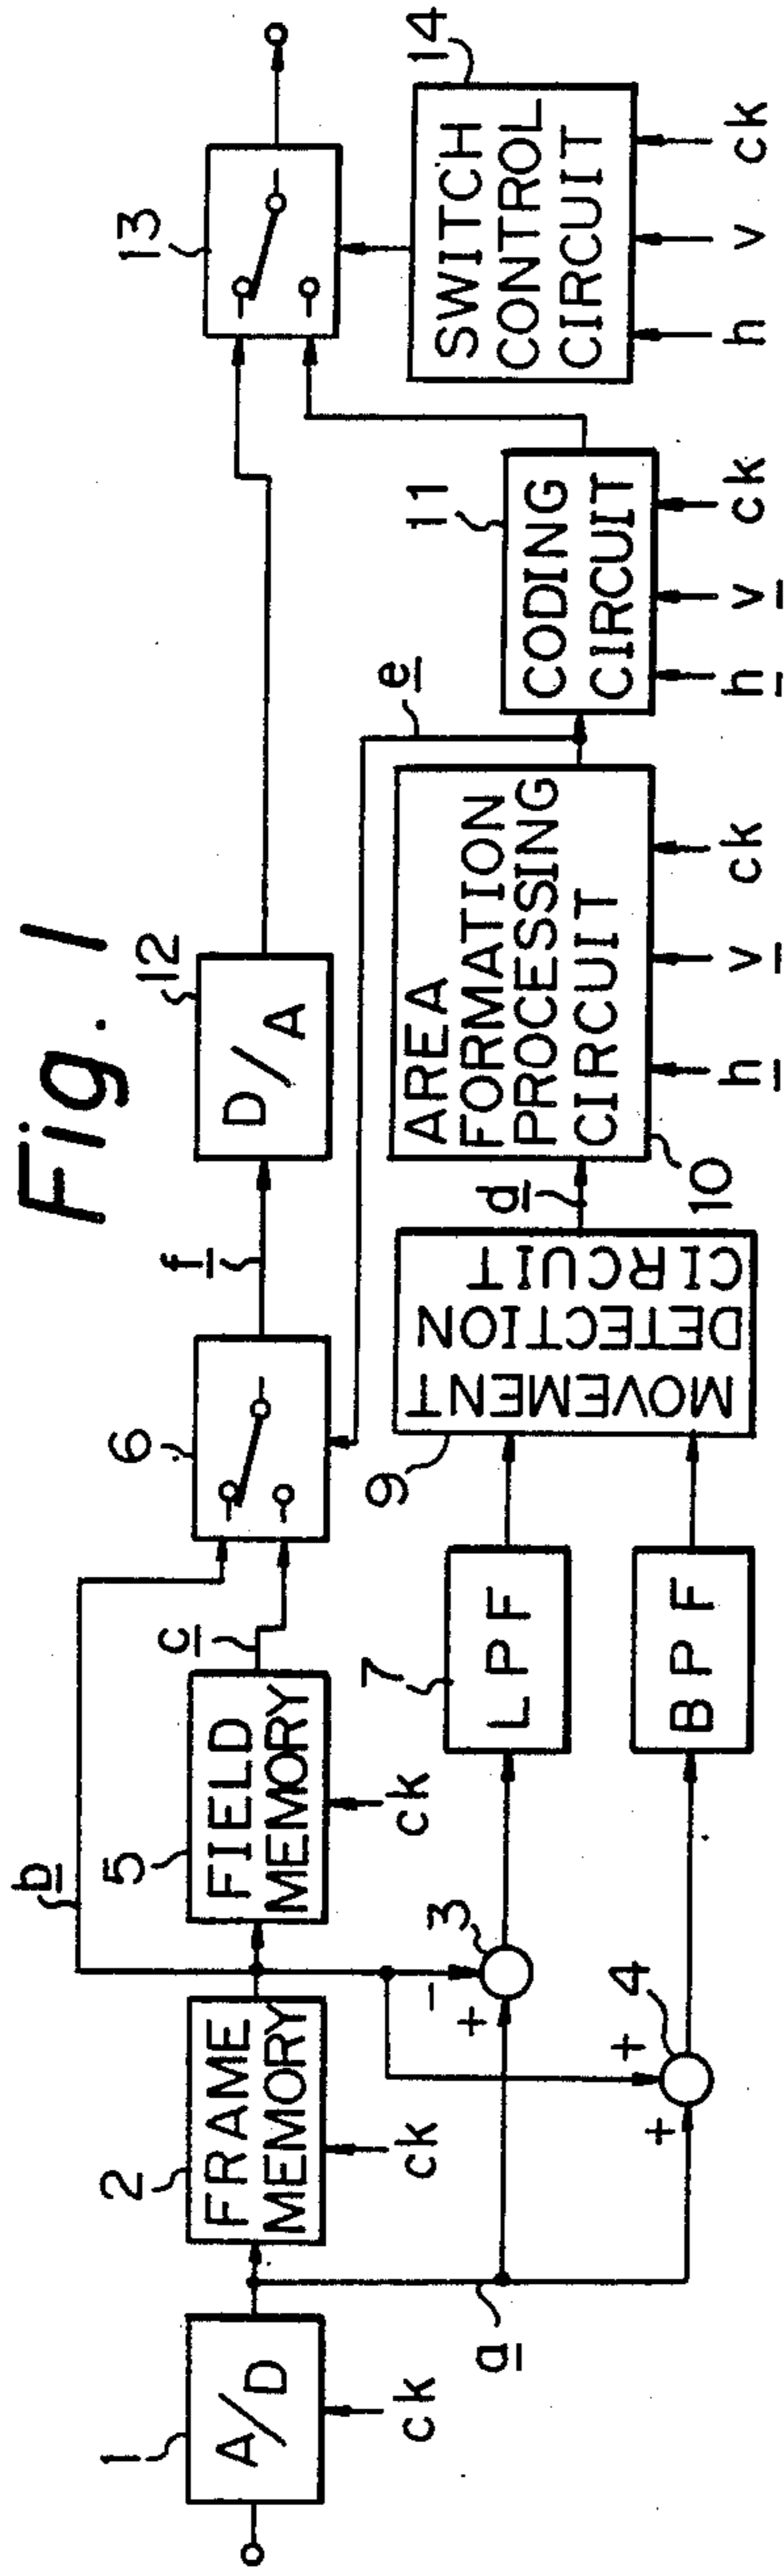 Fig. 1
1
A/D
ck
a
2
FRAME
MEMORY
ck
b
5
FIELD
MEMORY
ck
c
3
+
-
4
+
+
6
f
12
D/A
13
7
LPF
BPF
9
MOVEMENT
DETECTION
CIRCUIT
d
10
AREA
FORMATION
PROCESSING
CIRCUIT
h
v
ck
e
11
CODING
CIRCUIT
h
v
ck
14
SWITCH
CONTROL
CIRCUIT
h
v
ck